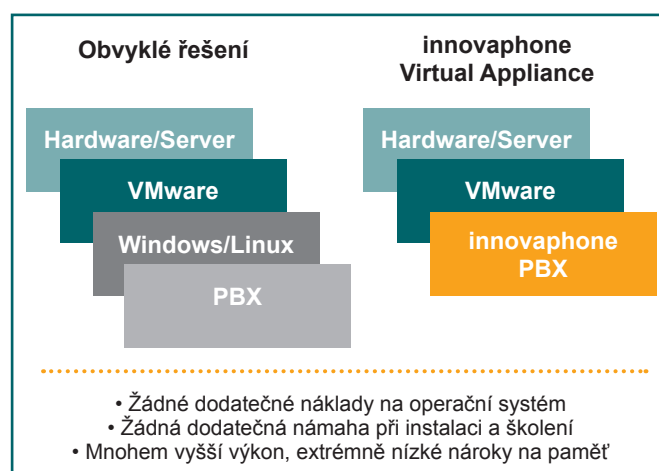 Obvyklé řešení
Hardware/Server
VMware
Windows/Linux
PBX
innovaphone
Virtual Appliance
Hardware/Server
VMware
innovaphone
PBX
• Žádné dodatečné náklady na operační systém
• Žádná dodatečná námaha při instalaci a školení
• Mnohem vyšší výkon, extrémně nízké nároky na paměť